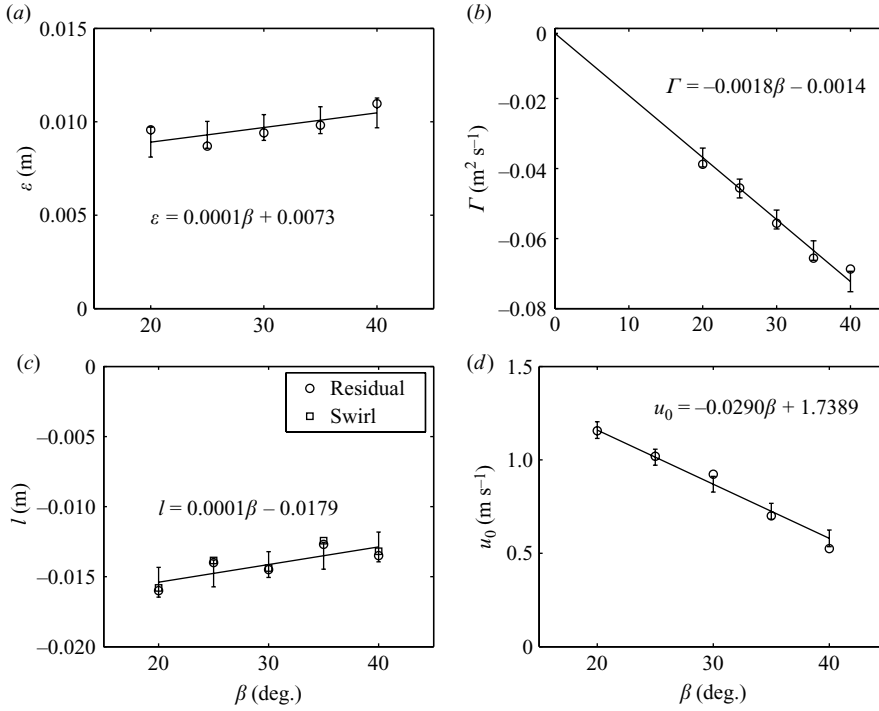 (a)
0.015
0.010
0.005
0
20
30
40
ε (m)
ε = 0.0001β + 0.0073
(b)
0
−0.02
−0.04
−0.06
−0.08
0
10
20
30
40
Γ (m² s⁻¹)
Γ = −0.0018β − 0.0014
(c)
0
−0.005
−0.010
−0.015
−0.020
20
30
40
l (m)
β (deg.)
Residual
Swirl
l = 0.0001β − 0.0179
(d)
1.5
1.0
0.5
0
20
30
40
u₀ (m s⁻¹)
β (deg.)
u₀ = −0.0290β + 1.7389